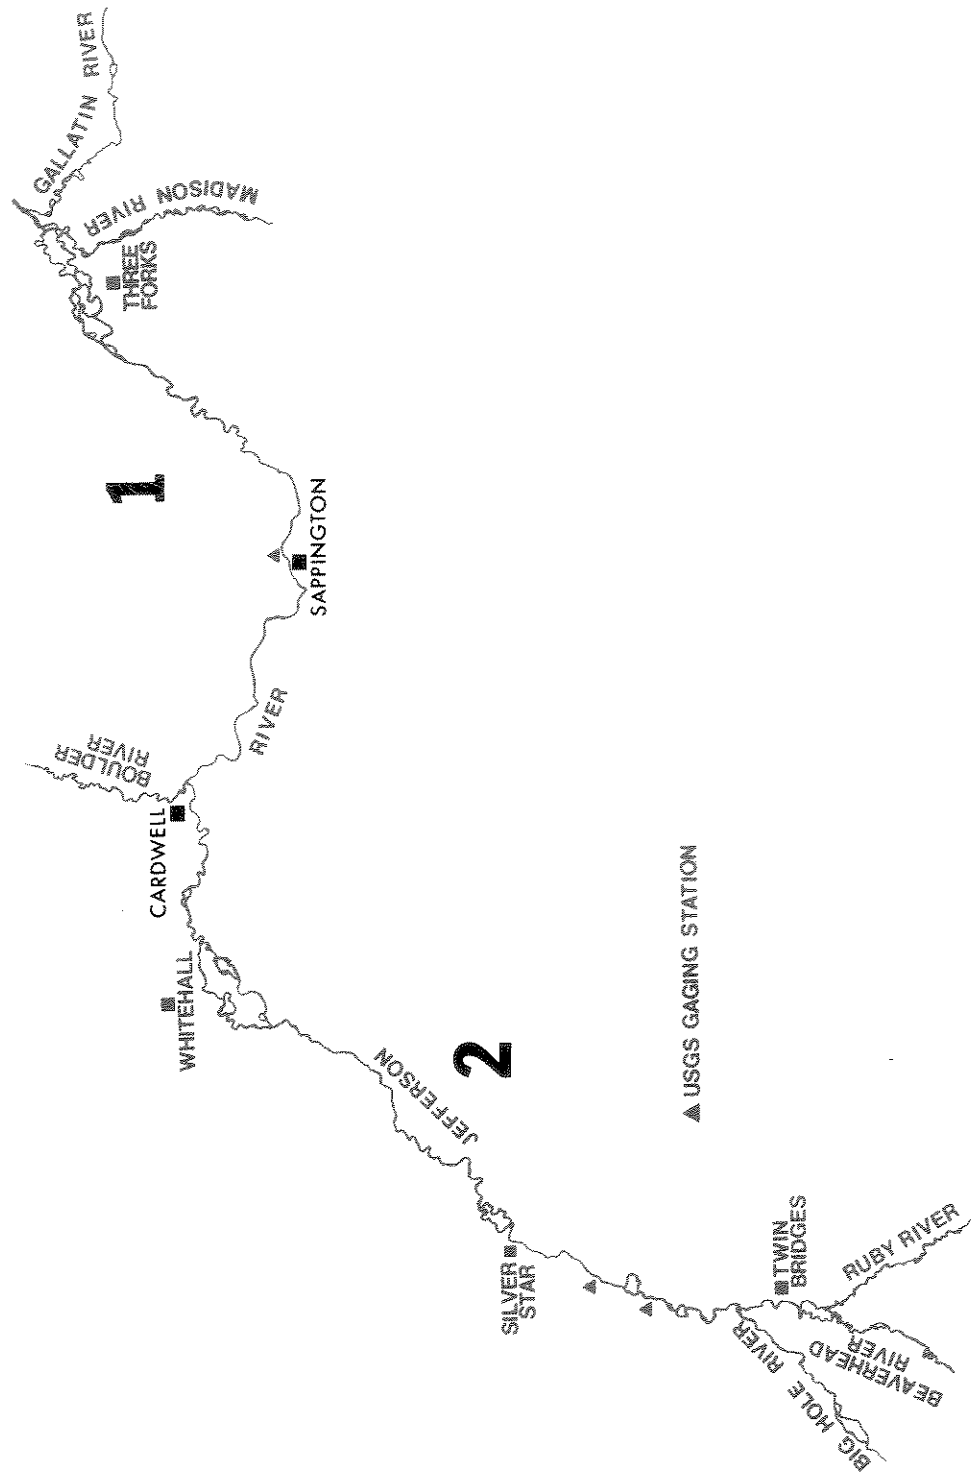 GALLATIN RIVER
MADISON RIVER
THREE
FORKS
1
SAPPINGTON
BOULDER
RIVER
CARDWELL
WHITEHALL
JEFFERSON
RIVER
2
SILVER
STAR
TWIN
BRIDGES
RUBY RIVER
BEAVERHEAD
RIVER
BIG HOLE RIVER
USGS GAGING STATION